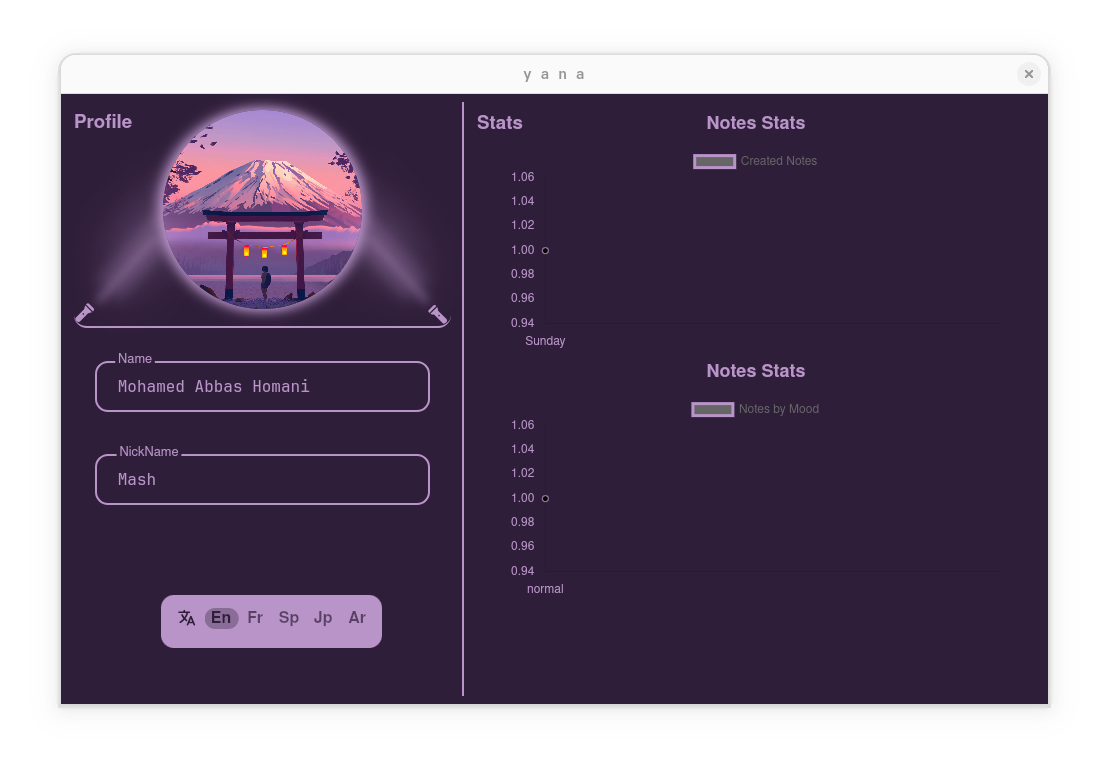 y a n a
Profile
Name
Mohamed Abbas Homani
NickName
Mash
En Fr Sp Jp Ar
Stats
Notes Stats
Created Notes
1.06
1.04
1.02
1.00
0.98
0.96
0.94
Sunday
Notes Stats
Notes by Mood
1.06
1.04
1.02
1.00
0.98
0.96
0.94
normal